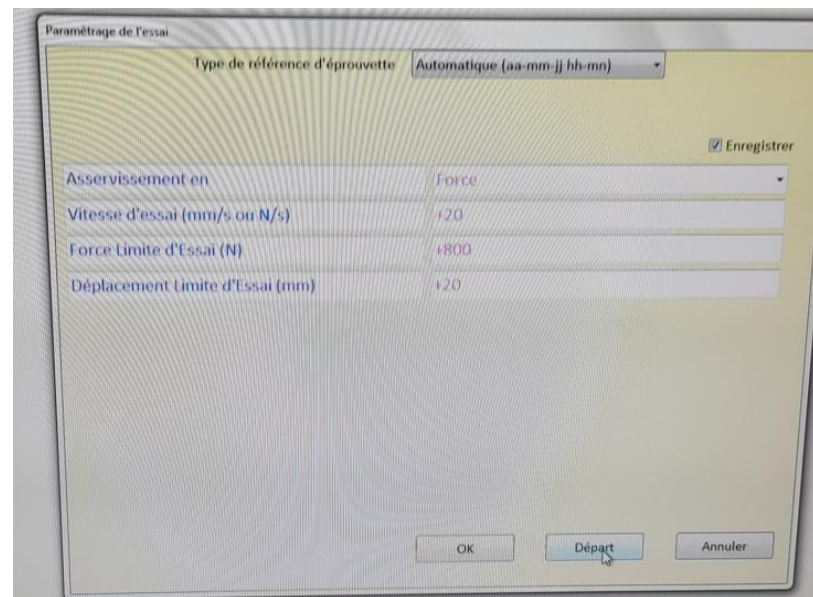 Paramètrage de l'essai
Type de référence d'éprouvette Automatique (aa-mm-jj hh-mn)
Enregistrer
Asservissement en Force
Vitesse d'essai (mm/s ou N/s) +20
Force Limite d'Essai (N) +800
Déplacement Limite d'Essai (mm) +20
OK Départ Annuler